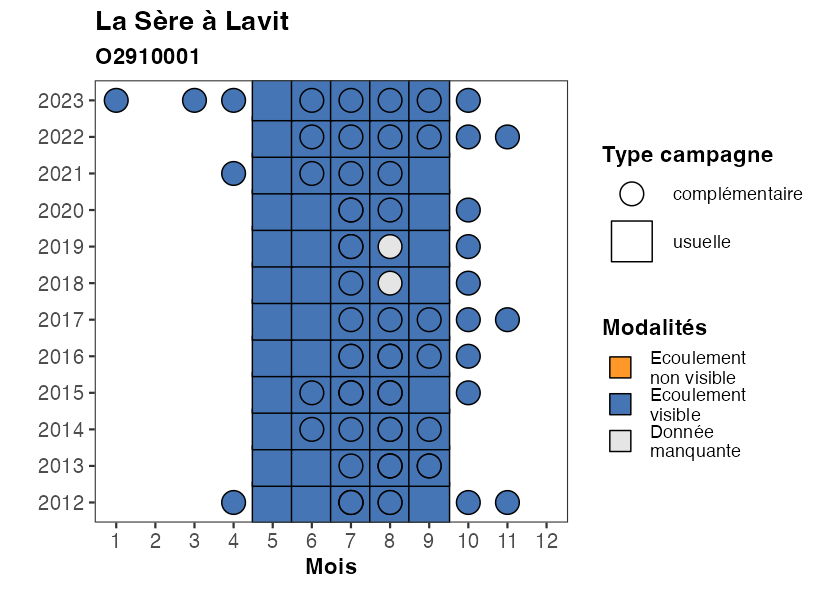 La Sère à Lavit
O2910001
2023
2022
2021
2020
2019
2018
2017
2016
2015
2014
2013
2012
1 2 3 4 5 6 7 8 9 10 11 12
Mois
Type campagne
complémentaire
usuelle
Modalités
Ecoulement
non visible
Ecoulement
visible
Donnée
manquante